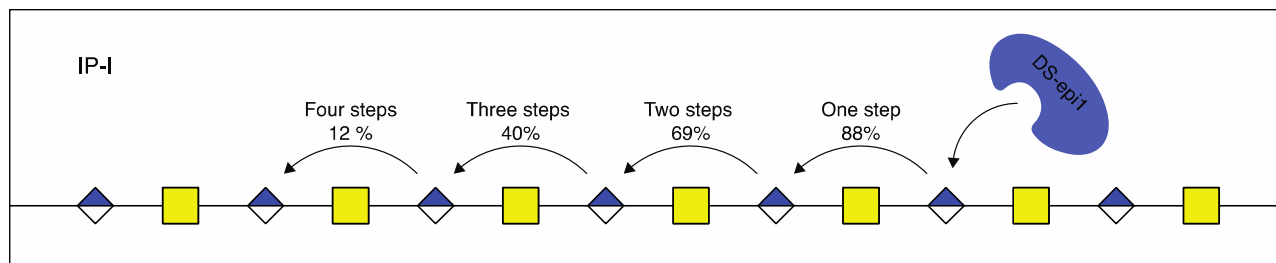 IP-I
Four steps
12 %
Three steps
40%
Two steps
69%
One step
88%
DS-epi1